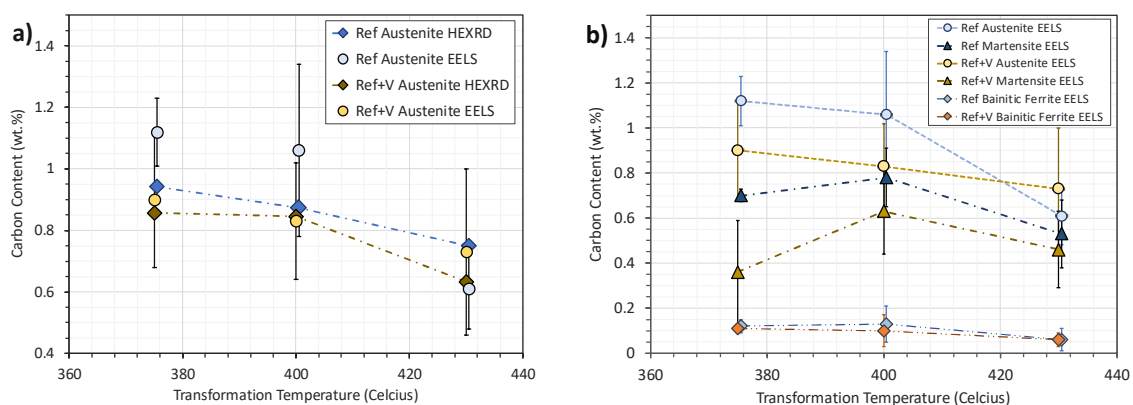 a)
Carbon Content (wt.%)
1.4
1.2
1
0.8
0.6
0.4
360
380
400
420
440
Transformation Temperature (Celcius)
Ref Austenite HEXRD
Ref Austenite EELS
Ref+V Austenite HEXRD
Ref+V Austenite EELS
b)
Carbon Content (wt.%)
1.4
1.2
1
0.8
0.6
0.4
0.2
0
360
380
400
420
440
Transformation Temperature (Celcius)
Ref Austenite EELS
Ref Martensite EELS
Ref+V Austenite EELS
Ref+V Martensite EELS
Ref Bainitic Ferrite EELS
Ref+V Bainitic Ferrite EELS